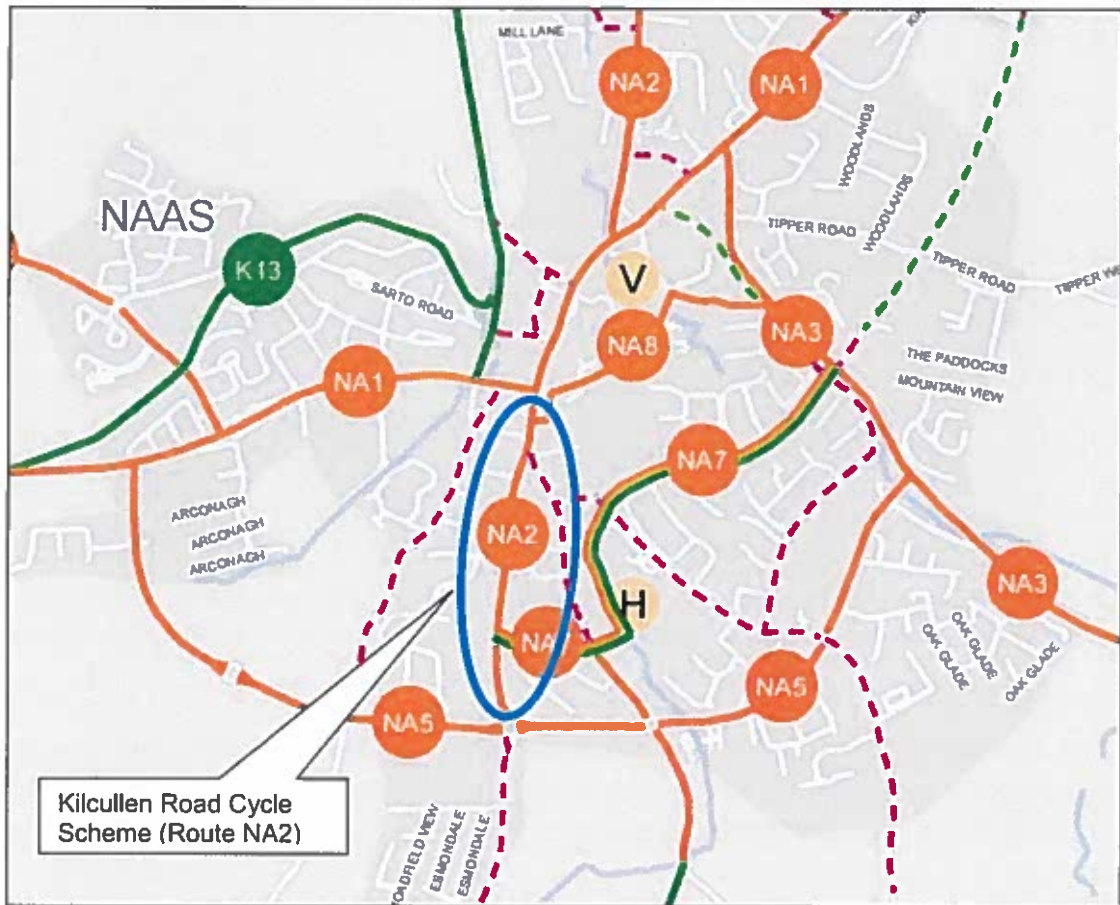 MILL LANE
NA2
NA1
WOODLANDS
WOODLANDS
NAAS
TIPPER ROAD
K13
V
TIPPER ROAD
SARTO ROAD
NA8
NA3
THE PADDOCKS
MOUNTAIN VIEW
NA1
NA7
ARCONAGH
ARCONAGH
ARCONAGH
NA2
NA3
H
OAK GLADE
OAK GLADE
OAK GLADE
NA5
NA5
Kilcullen Road Cycle
Scheme (Route NA2)
ESMONDALE
ESMONDALE